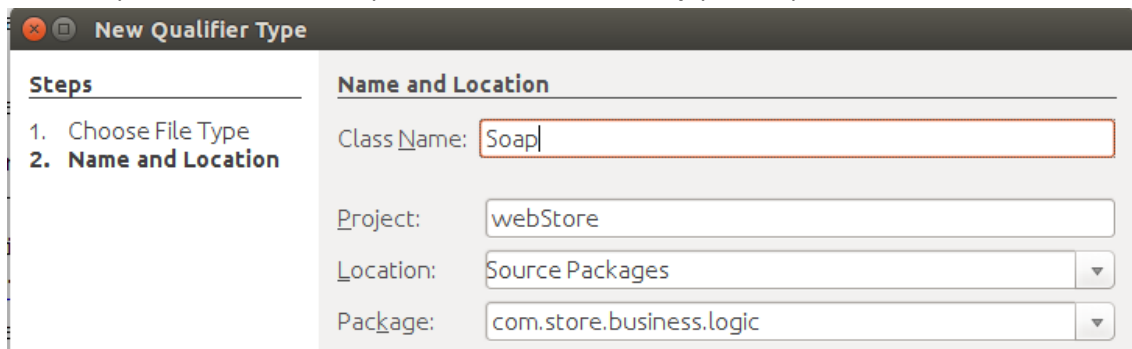 New Qualifier Type
Steps
1. Choose File Type
2. Name and Location
Name and Location
Class Name: Soap
Project: webStore
Location: Source Packages
Package: com.store.business.logic